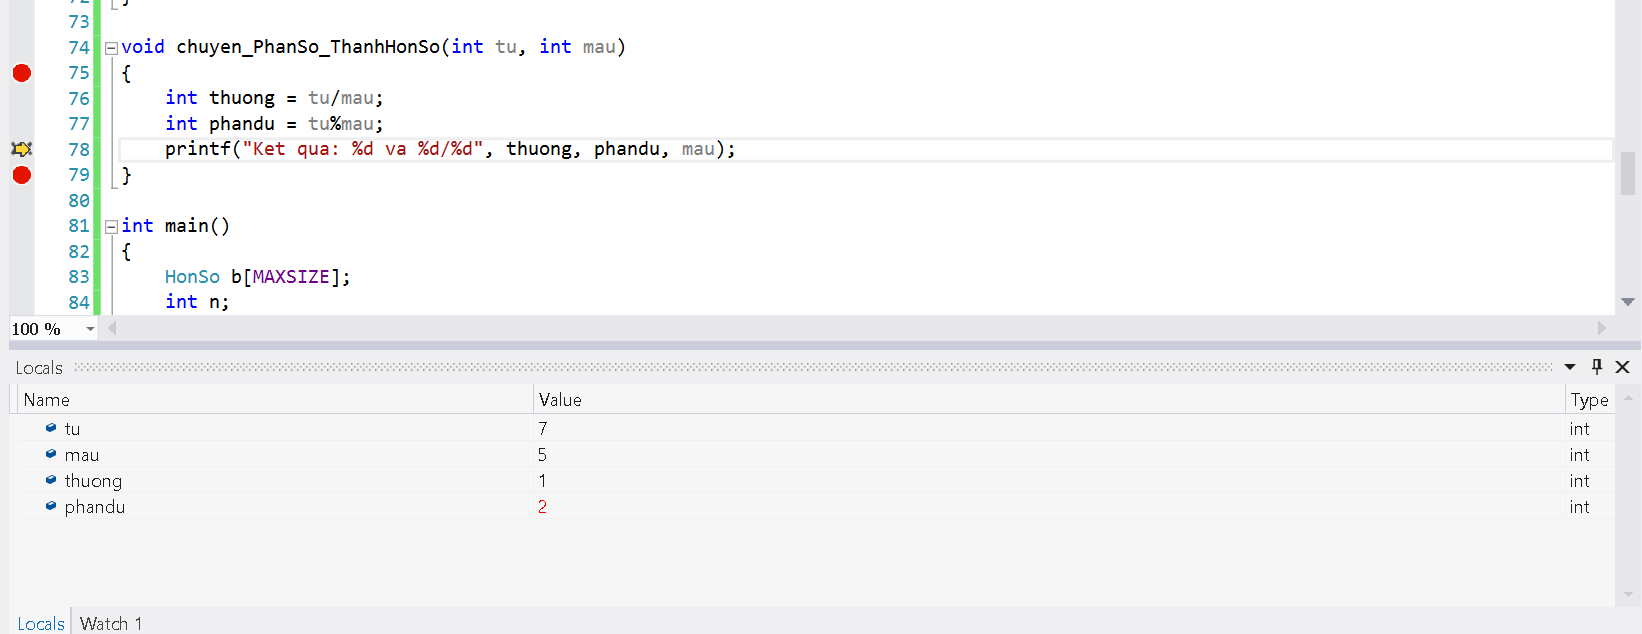 73
74 void chuyen_PhanSo_ThanhHonSo(int tu, int mau)
75 {
76 int thuong = tu/mau;
77 int phandu = tu%mau;
78 printf("Ket qua: %d va %d/%d", thuong, phandu, mau);
79 }
80
81 int main()
82 {
83 HonSo b[MAXSIZE];
84 int n;
100 %
Locals
Name Value Type
tu 7 int
mau 5 int
thuong 1 int
phandu 2 int
Locals Watch 1